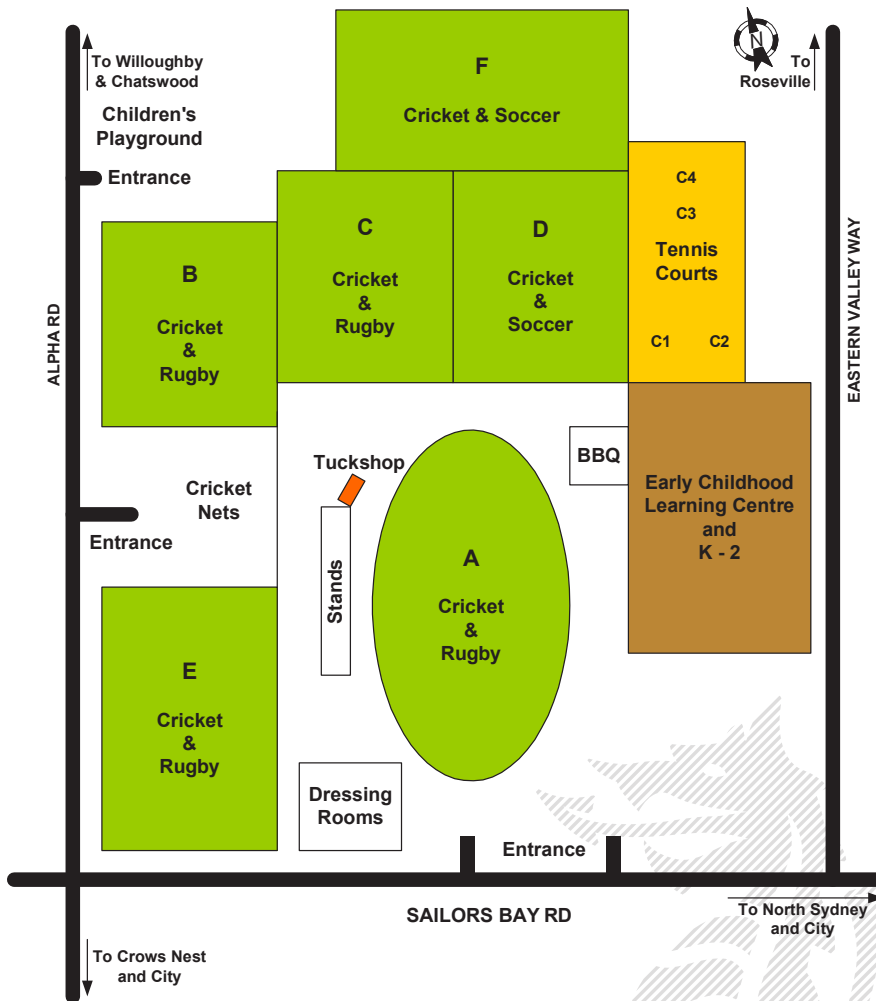 To Willoughby
& Chatswood
Children's
Playground
Entrance
F
Cricket & Soccer
N
To
Roseville
C4
C3
Tennis
Courts
C1 C2
B
Cricket
&
Rugby
C
Cricket
&
Rugby
D
Cricket
&
Soccer
ALPHA RD
EASTERN VALLEY WAY
Tuckshop
BBQ
Early Childhood
Learning Centre
and
K - 2
Cricket
Nets
Entrance
Stands
A
Cricket
&
Rugby
E
Cricket
&
Rugby
Dressing
Rooms
Entrance
SAILORS BAY RD
To North Sydney
and City
To Crows Nest
and City